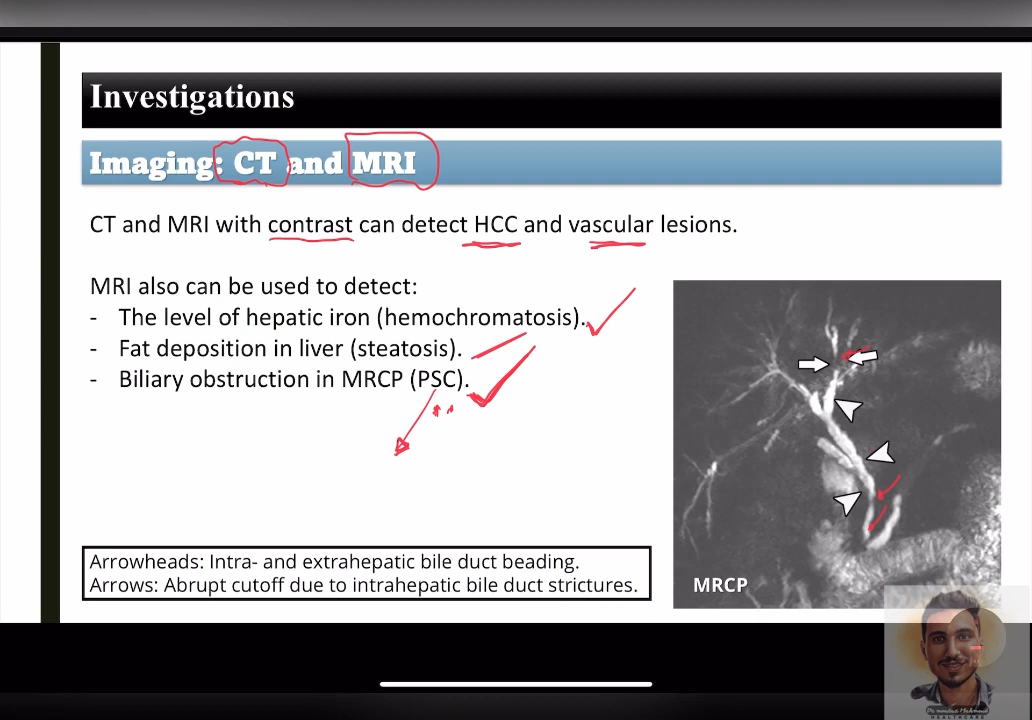 Investigations
Imaging: CT and MRI
CT and MRI with contrast can detect HCC and vascular lesions.
MRI also can be used to detect:
- The level of hepatic iron (hemochromatosis).
- Fat deposition in liver (steatosis).
- Biliary obstruction in MRCP (PSC).
Arrowheads: Intra- and extrahepatic bile duct beading.
Arrows: Abrupt cutoff due to intrahepatic bile duct strictures.
MRCP
HEALTHCARE